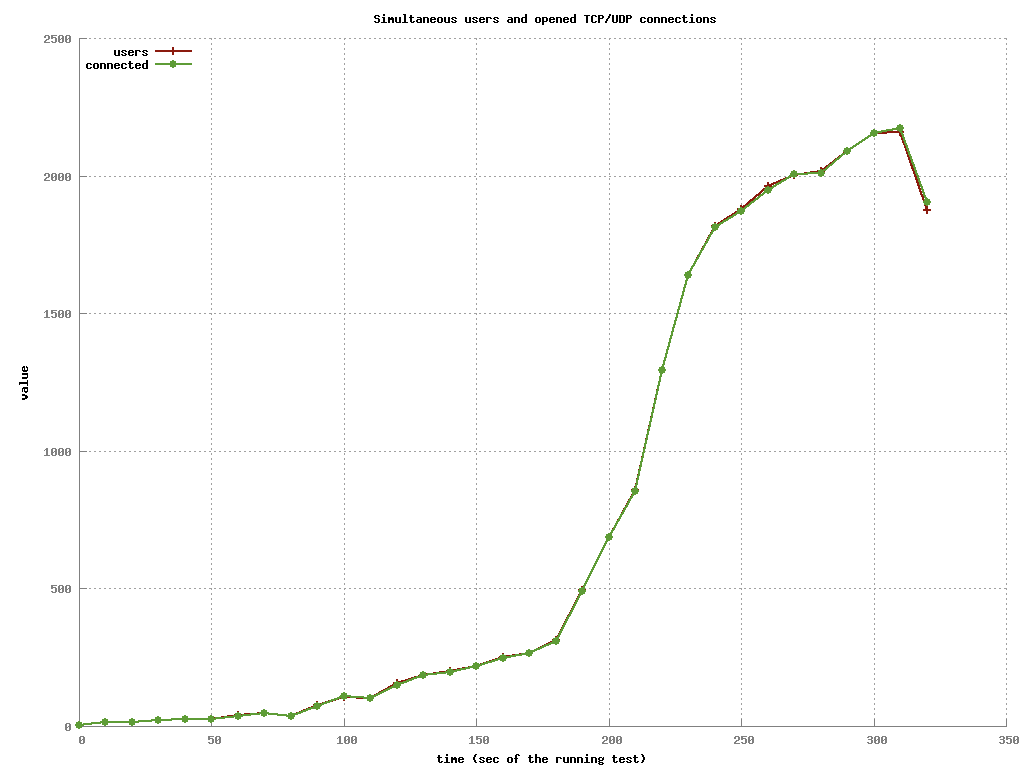 Simultaneous users and opened TCP/UDP connections
2500
users
connected
2000
1500
value
1000
500
0
0 50 100 150 200 250 300 350
time (sec of the running test)